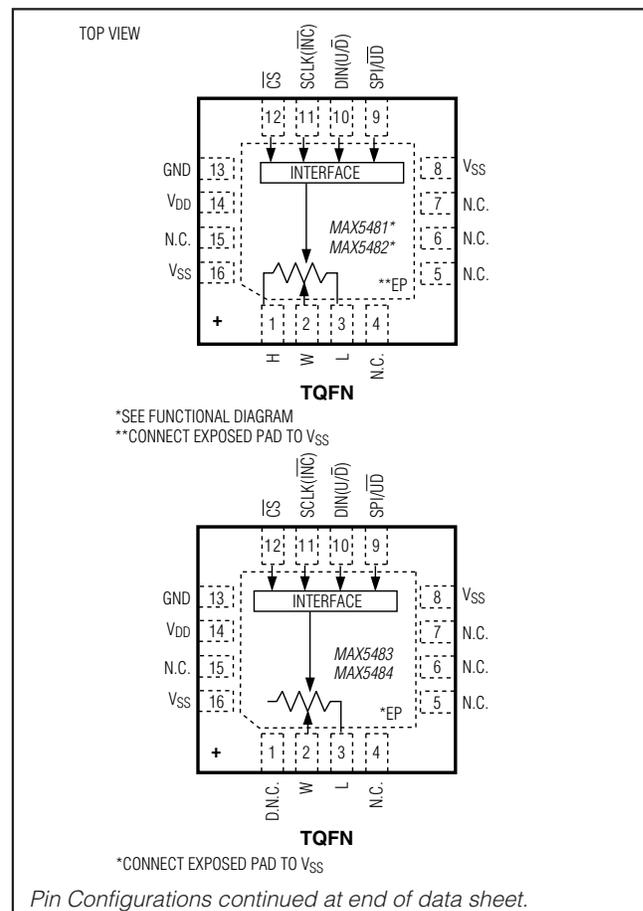 TOP VIEW
CS
SCLK(INC)
DIN(U/D)
SPI/UD
12 11 10 9
GND 13
VDD 14
N.C. 15
VSS 16
INTERFACE
8 VSS
7 N.C.
6 N.C.
5 N.C.
MAX5481*
MAX5482*
**EP
+
1 2 3 4
H
W
L
N.C.
TQFN
*SEE FUNCTIONAL DIAGRAM
**CONNECT EXPOSED PAD TO VSS
CS
SCLK(INC)
DIN(U/D)
SPI/UD
12 11 10 9
GND 13
VDD 14
N.C. 15
VSS 16
INTERFACE
8 VSS
7 N.C.
6 N.C.
5 N.C.
MAX5483
MAX5484
*EP
+
1 2 3 4
D.N.C.
W
L
N.C.
TQFN
*CONNECT EXPOSED PAD TO VSS
Pin Configurations continued at end of data sheet.